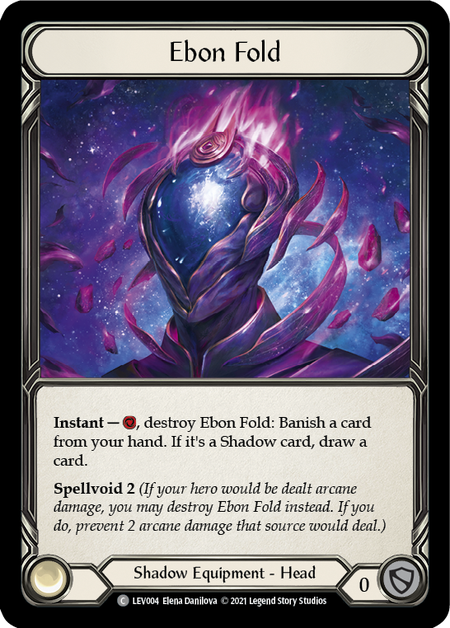 Ebon Fold
Instant — , destroy Ebon Fold: Banish a card
from your hand. If it's a Shadow card, draw a
card.
Spellvoid 2 (If your hero would be dealt arcane
damage, you may destroy Ebon Fold instead. If you
do, prevent 2 arcane damage that source would deal.)
Shadow Equipment - Head
0
C LEV004 Elena Danilova © 2021 Legend Story Studios